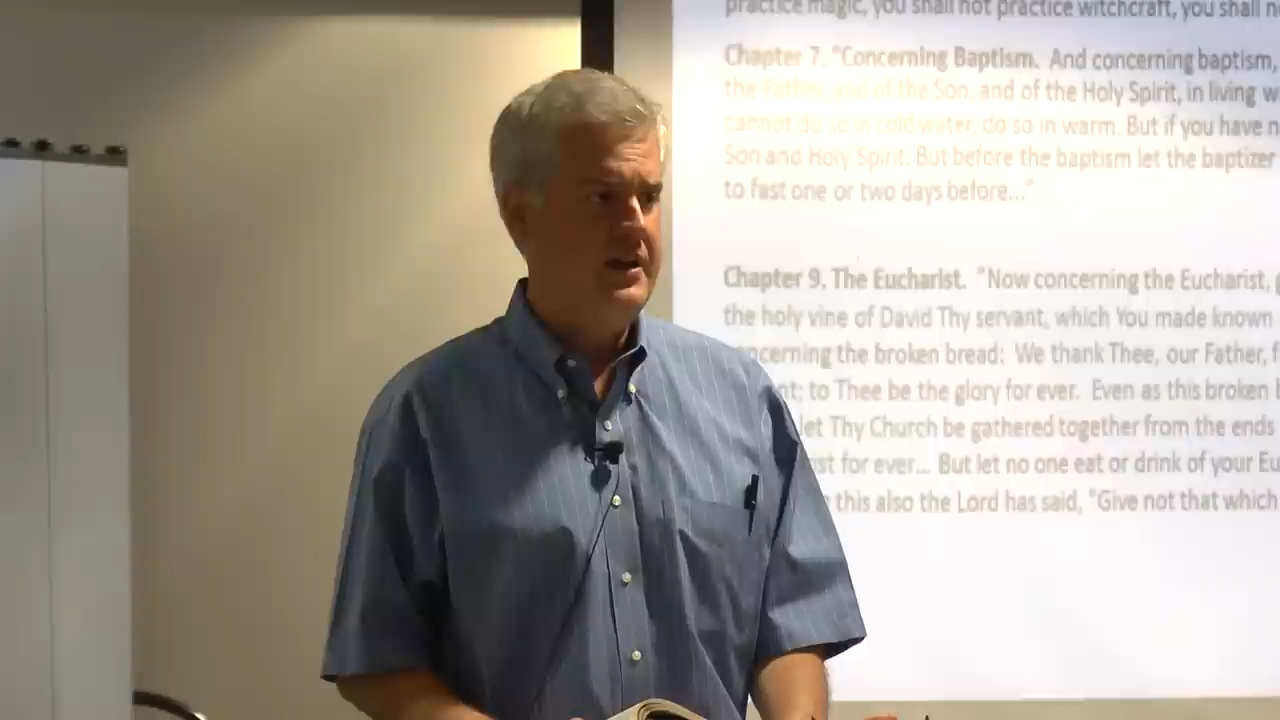 practice magic, you shall not practice witchcraft, you shall
Chapter 7. "Concerning Baptism. And concerning baptism,
the Father, and of the Son, and of the Holy Spirit, in living
cannot do so in cold water, do so in warm. But if you have
Son and Holy Spirit. But before the baptism let the baptizer
to fast one or two days before..."
Chapter 9. The Eucharist. "Now concerning the Eucharist,
the holy vine of David Thy servant, which You made known
the broken bread: We thank Thee, our Father,
to Thee be the glory for ever. Even as this broken
let Thy Church be gathered together from the ends
for ever... But let no one eat or drink of your
this also the Lord has said, "Give not that which